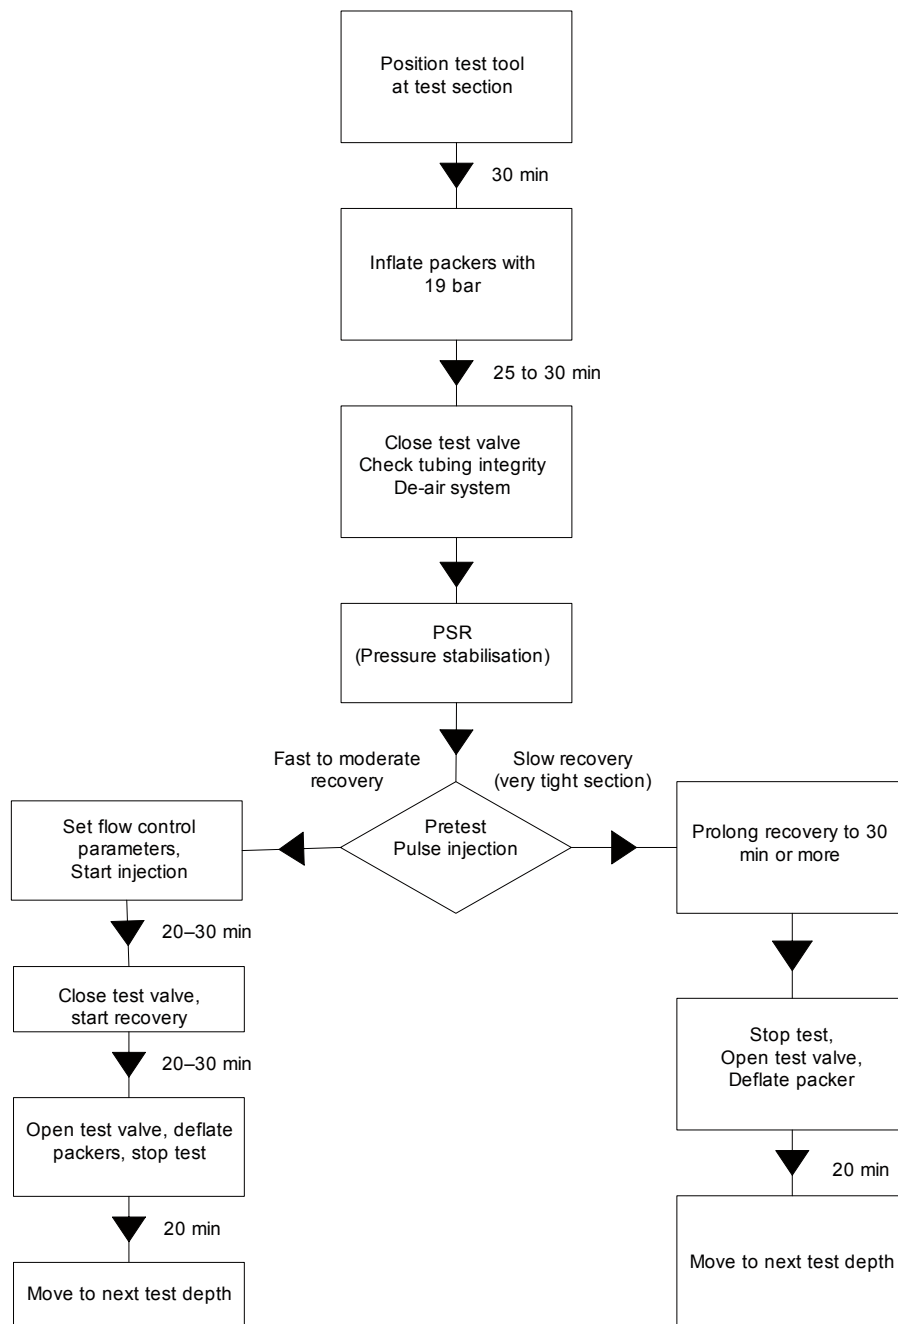 Position test tool
at test section
30 min
Inflate packers with
19 bar
25 to 30 min
Close test valve
Check tubing integrity
De-air system
PSR
(Pressure stabilisation)
Fast to moderate
recovery
Slow recovery
(very tight section)
Pretest
Pulse injection
Set flow control
parameters,
Start injection
20–30 min
Close test valve,
start recovery
20–30 min
Open test valve, deflate
packers, stop test
20 min
Move to next test depth
Prolong recovery to 30
min or more
Stop test,
Open test valve,
Deflate packer
20 min
Move to next test depth